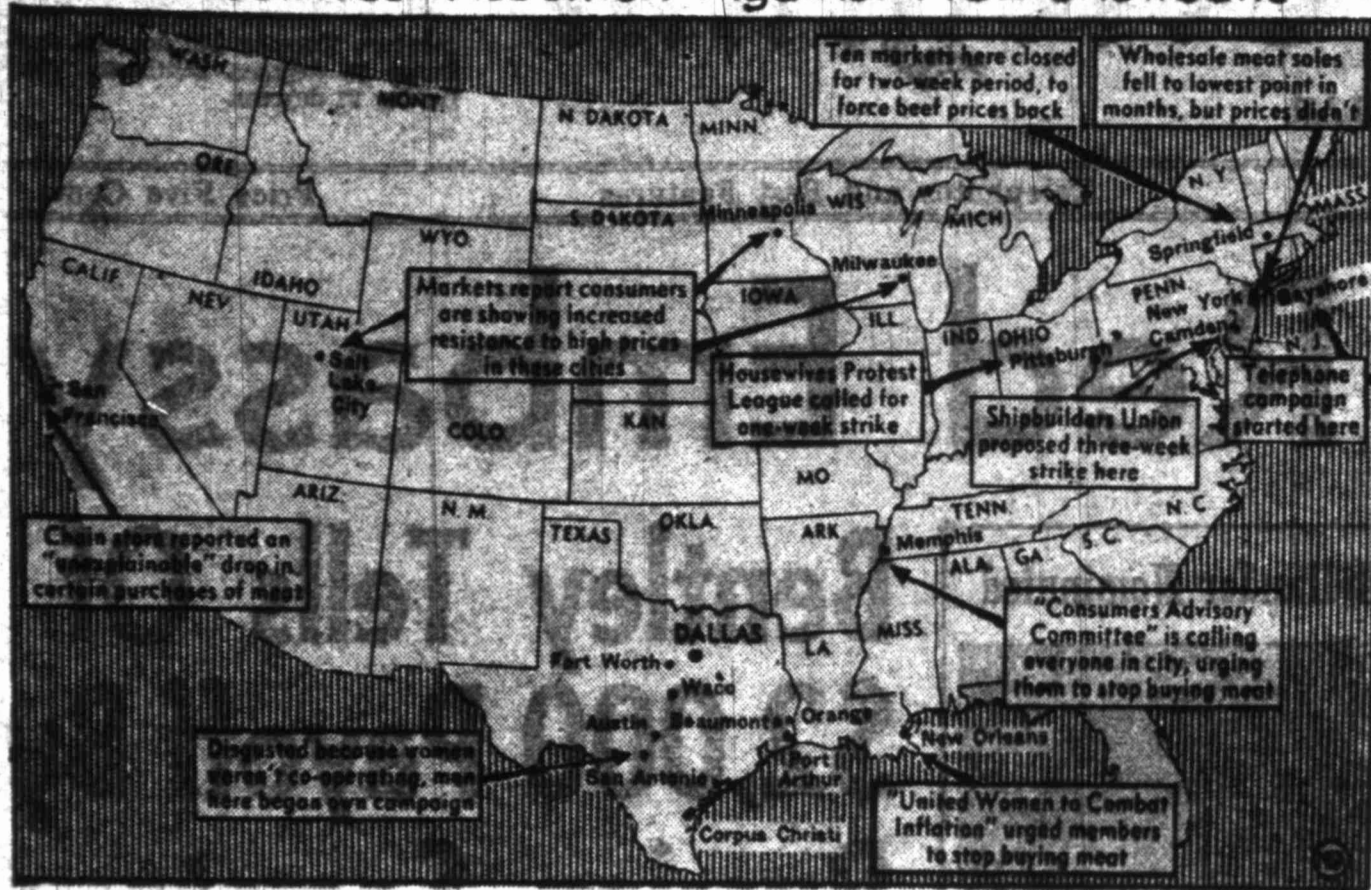 WASH.
MONT.
N. DAKOTA
MINN.
Ten markets here closed
for two-week period, to
force beef prices back
Wholesale meat sales
fell to lowest point in
months, but prices didn't
ORE.
S. DAKOTA
Minneapolis
WIS.
MICH.
N. Y.
MASS.
Springfield
WYO.
CALIF.
NEV.
IDAHO
UTAH
Markets report consumers
are showing increased
resistance to high prices
in these cities
Milwaukee
IOWA
ILL.
IND.
OHIO
PENN.
New York
Bayshore
Pittsburgh
Camden
N. J.
Salt
Lake
City
San
Francisco
COLO.
KAN.
Housewives Protest
League called for
one-week strike
Shipbuilders Union
proposed three-week
strike here
Telephone
campaign
started here
MO.
ARIZ.
N. M.
TEXAS
OKLA.
ARK.
TENN.
Memphis
N. C.
S. C.
ALA.
GA.
Chain store reported an
"unexplainable" drop in
certain purchases of meat
DALLAS
Fort Worth
Waco
LA.
MISS.
"Consumers Advisory
Committee" is calling
everyone in city, urging
them to stop buying meat
Austin
Beaumont
Orange
New Orleans
Disgusted because women
weren't co-operating, men
here began own campaign
San Antonio
Port
Arthur
Corpus Christi
"United Women to Combat
Inflation" urged members
to stop buying meat